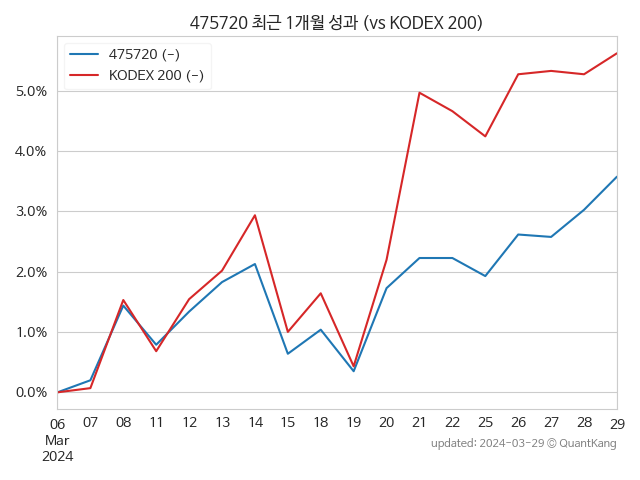 475720 최근 1개월 성과 (vs KODEX 200)
475720 (-)
KODEX 200 (-)
5.0%
4.0%
3.0%
2.0%
1.0%
0.0%
06 07 08 11 12 13 14 15 18 19 20 21 22 25 26 27 28 29
Mar
2024
updated: 2024-03-29 © QuantKang